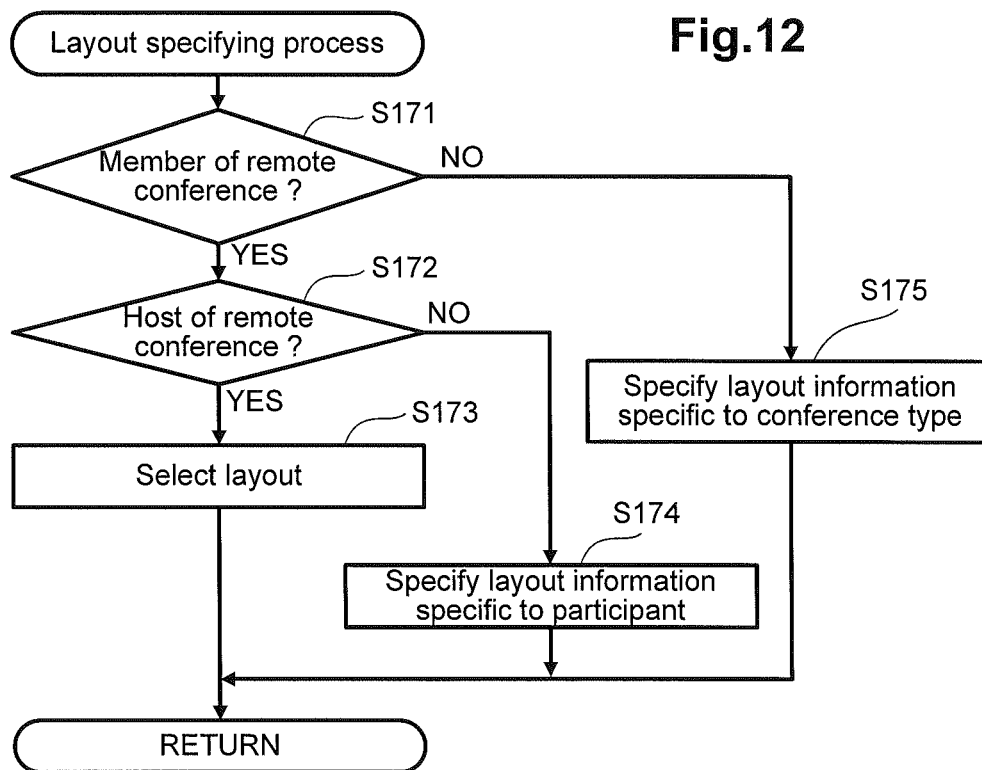 Fig.12
Layout specifying process
S171
Member of remote
conference ?
NO
YES
S172
Host of remote
conference ?
NO
YES
S175
Specify layout information
specific to conference type
S173
Select layout
S174
Specify layout information
specific to participant
RETURN